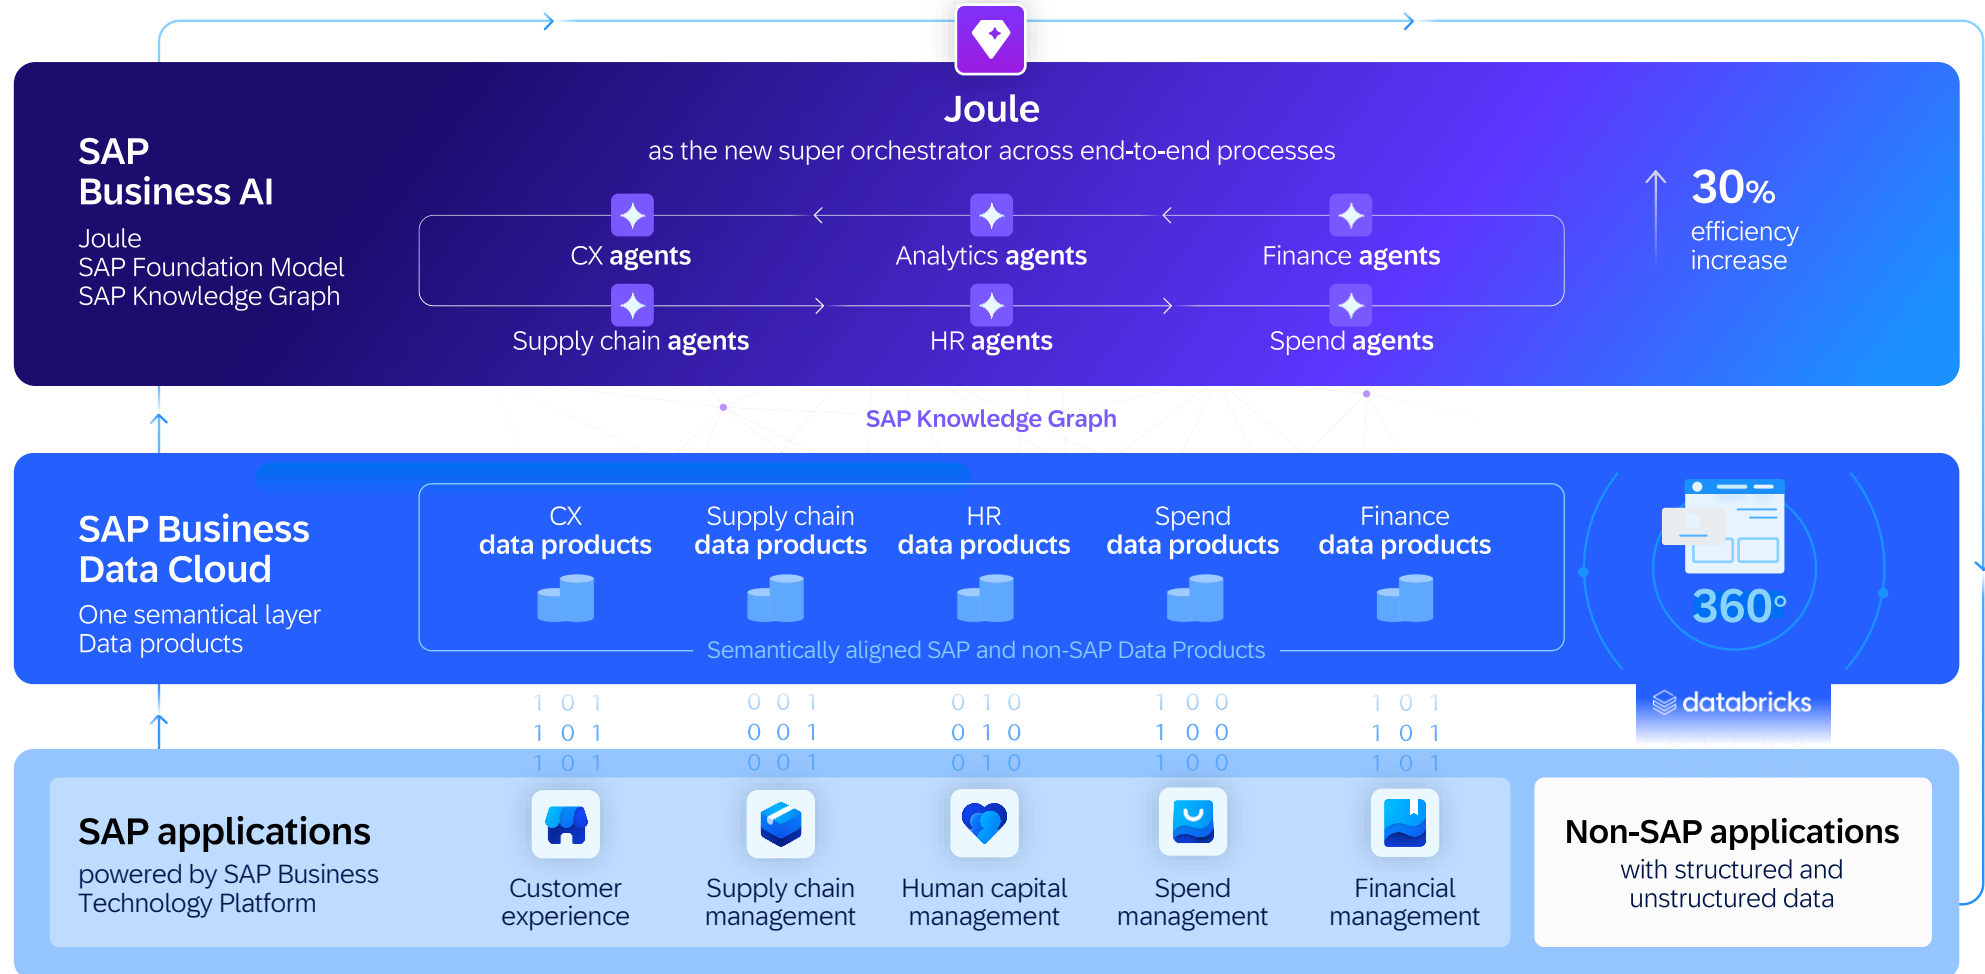 Joule
as the new super orchestrator across end-to-end processes
SAP
Business AI
Joule
SAP Foundation Model
SAP Knowledge Graph
CX agents
Analytics agents
Finance agents
Supply chain agents
HR agents
Spend agents
30%
efficiency
increase
SAP Knowledge Graph
SAP Business
Data Cloud
One semantical layer
Data products
CX
data products
Supply chain
data products
HR
data products
Spend
data products
Finance
data products
Semantically aligned SAP and non-SAP Data Products
360°
databricks
1 0 1
1 0 1
1 0 1
0 0 1
0 0 1
0 0 1
0 1 0
0 1 0
0 1 0
1 0 0
1 0 0
1 0 0
1 0 1
1 0 1
1 0 1
SAP applications
powered by SAP Business
Technology Platform
Customer
experience
Supply chain
management
Human capital
management
Spend
management
Financial
management
Non-SAP applications
with structured and
unstructured data